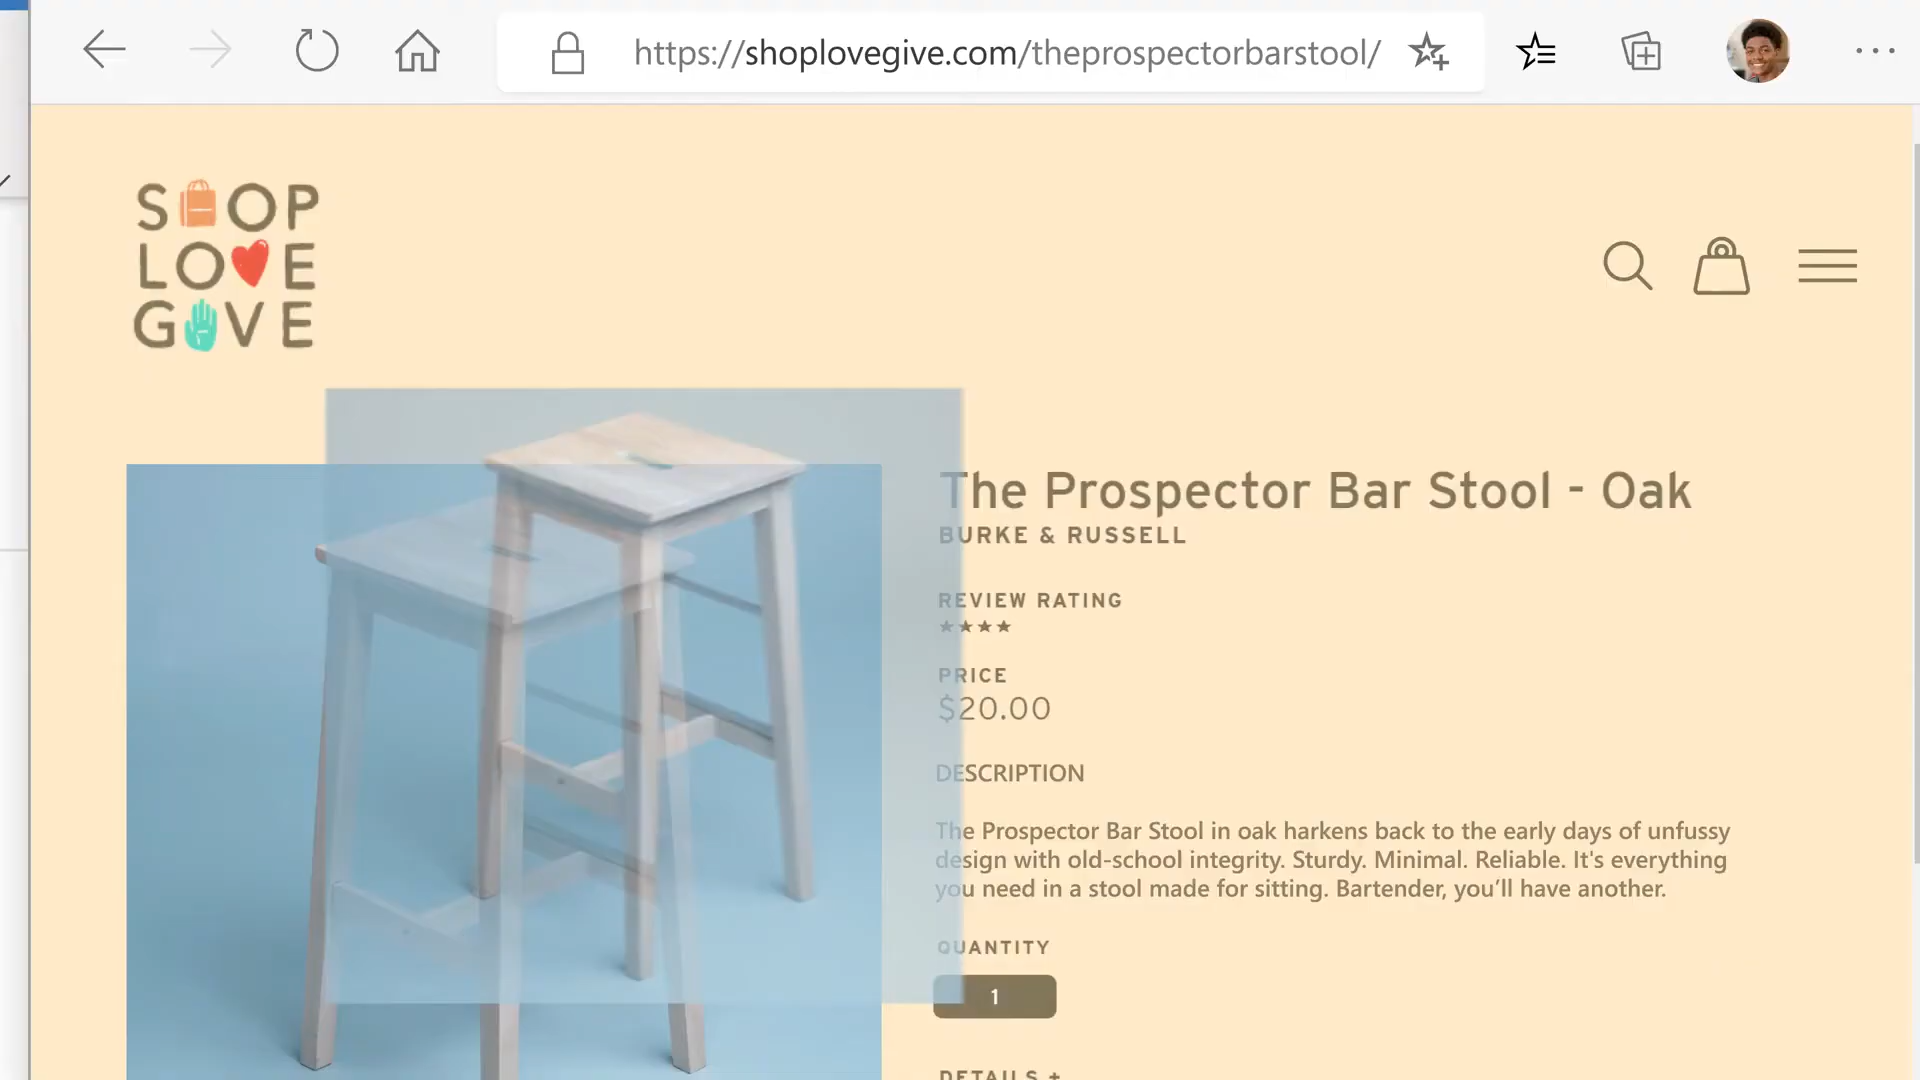 https://shoplovegive.com/theprospectorbarstool/
SHOP
LOVE
GIVE
The Prospector Bar Stool - Oak
BURKE & RUSSELL
REVIEW RATING
★★★★
PRICE
$20.00
DESCRIPTION
The Prospector Bar Stool in oak harkens back to the early days of unfussy
design with old-school integrity. Sturdy. Minimal. Reliable. It's everything
you need in a stool made for sitting. Bartender, you’ll have another.
QUANTITY
1
DETAILS +